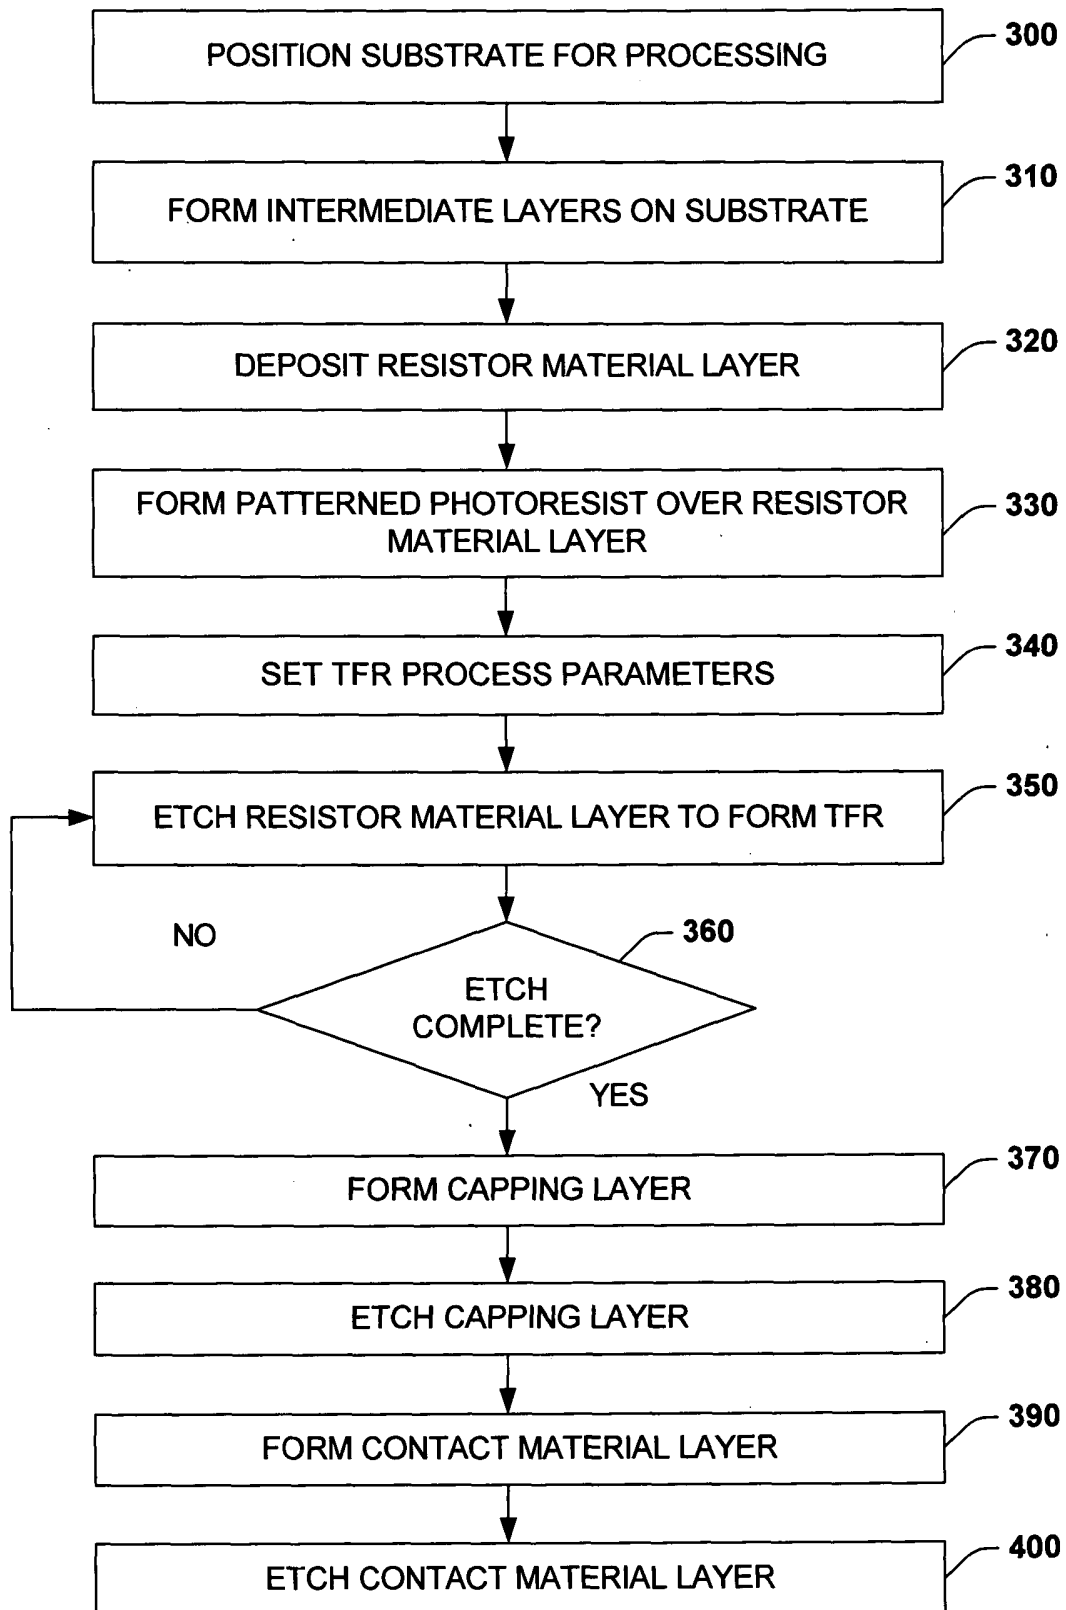 POSITION SUBSTRATE FOR PROCESSING
300
FORM INTERMEDIATE LAYERS ON SUBSTRATE
310
DEPOSIT RESISTOR MATERIAL LAYER
320
FORM PATTERNED PHOTORESIST OVER RESISTOR
MATERIAL LAYER
330
SET TFR PROCESS PARAMETERS
340
ETCH RESISTOR MATERIAL LAYER TO FORM TFR
350
NO
360
ETCH
COMPLETE?
YES
FORM CAPPING LAYER
370
ETCH CAPPING LAYER
380
FORM CONTACT MATERIAL LAYER
390
ETCH CONTACT MATERIAL LAYER
400